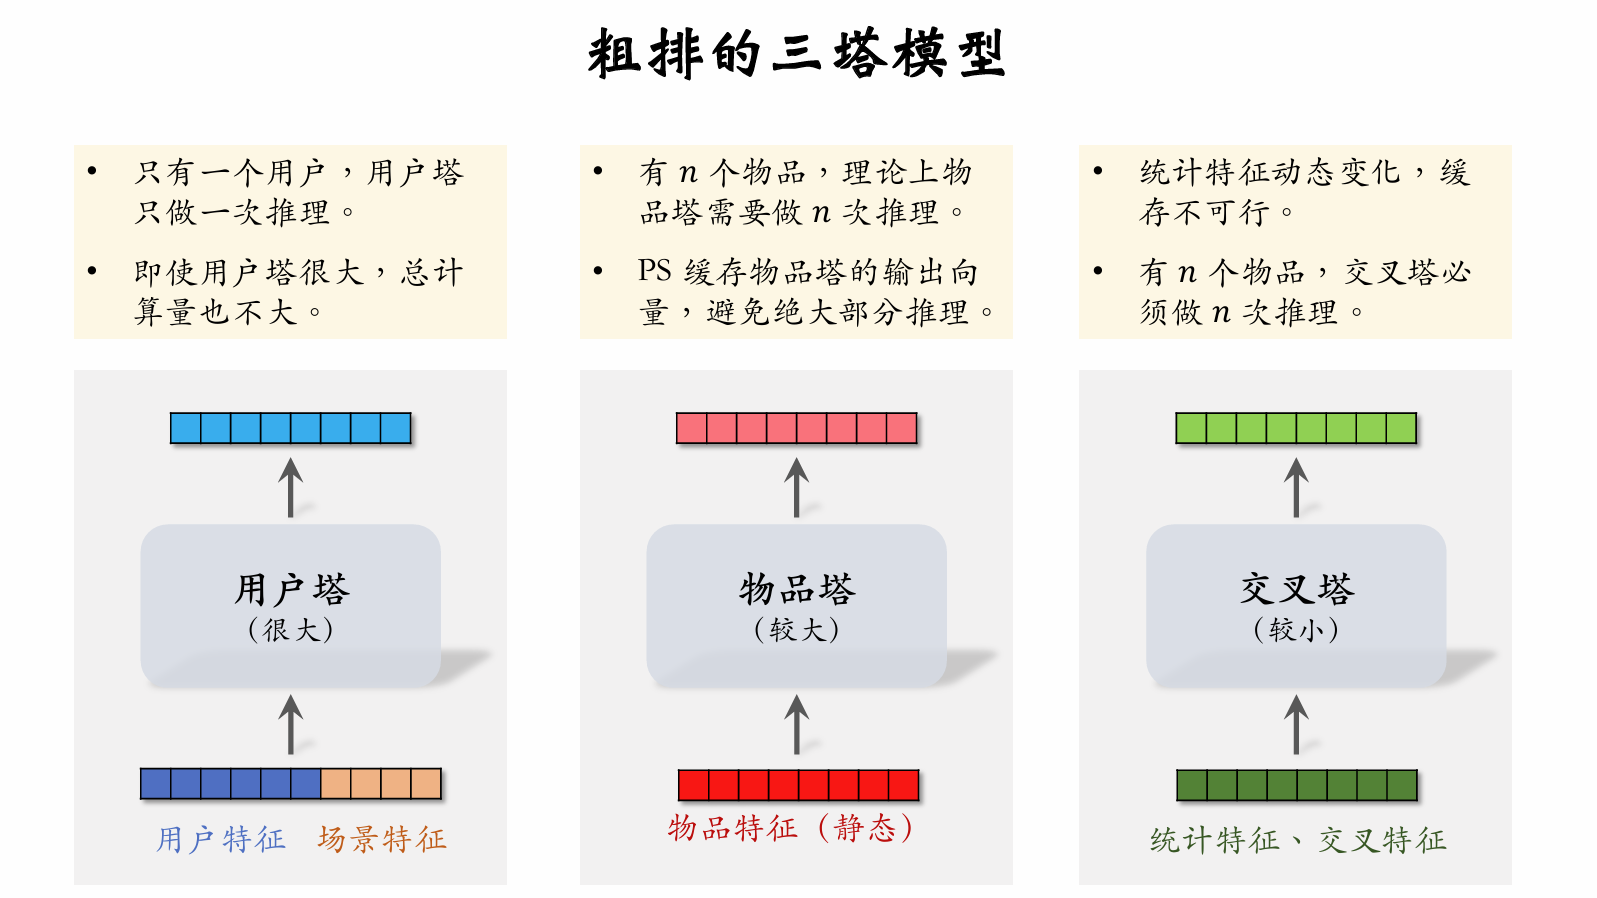 粗排的三塔模型
• 只有一个用户，用户塔
只做一次推理。
• 即使用户塔很大，总计
算量也不大。
• 有 n 个物品，理论上物
品塔需要做 n 次推理。
• PS 缓存物品塔的输出向
量，避免绝大部分推理。
• 统计特征动态变化，缓
存不可行。
• 有 n 个物品，交叉塔必
须做 n 次推理。
用户塔
（很大）
用户特征 场景特征
物品塔
（较大）
物品特征（静态）
交叉塔
（较小）
统计特征、交叉特征